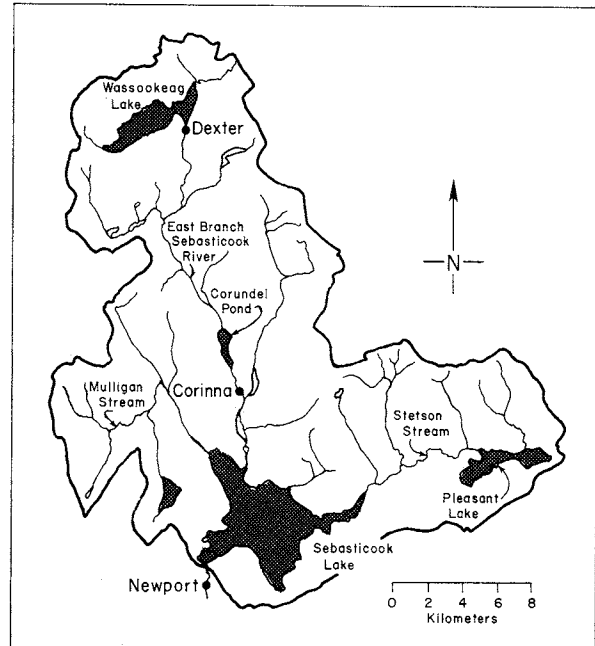 Wassookeag
Lake
Dexter
East Branch
Sebasticook
River
Corundel
Pond
N
Corinna
Mulligan
Stream
Stetson
Stream
Pleasant
Lake
Sebasticook
Lake
Newport
0 2 4 6 8
Kilometers